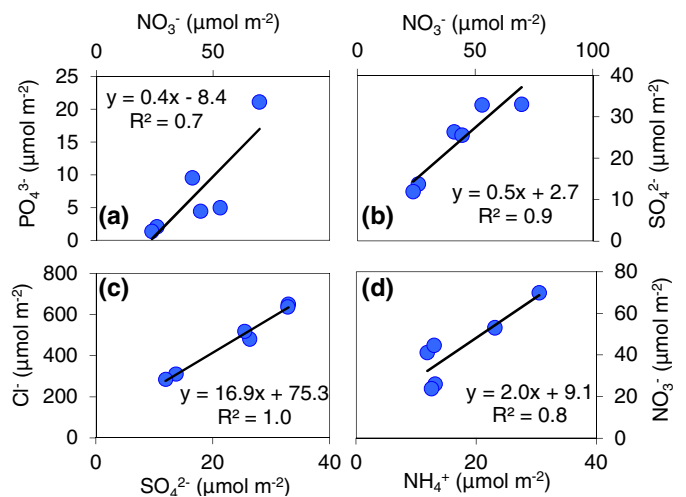 NO₃⁻ (μmol m⁻²)
0 50 100
PO₄³⁻ (μmol m⁻²)
25
20
15
10
5
0
y = 0.4x - 8.4
R² = 0.7
(a)
NO₃⁻ (μmol m⁻²)
0 50 100
40
30
20
10
0
SO₄²⁻ (μmol m⁻²)
y = 0.5x + 2.7
R² = 0.9
(b)
Cl⁻ (μmol m⁻²)
800
600
400
200
0
(c)
y = 16.9x + 75.3
R² = 1.0
0 20 40
SO₄²⁻ (μmol m⁻²)
(d)
80
60
40
20
0
NO₃⁻ (μmol m⁻²)
y = 2.0x + 9.1
R² = 0.8
0 20 40
NH₄⁺ (μmol m⁻²)